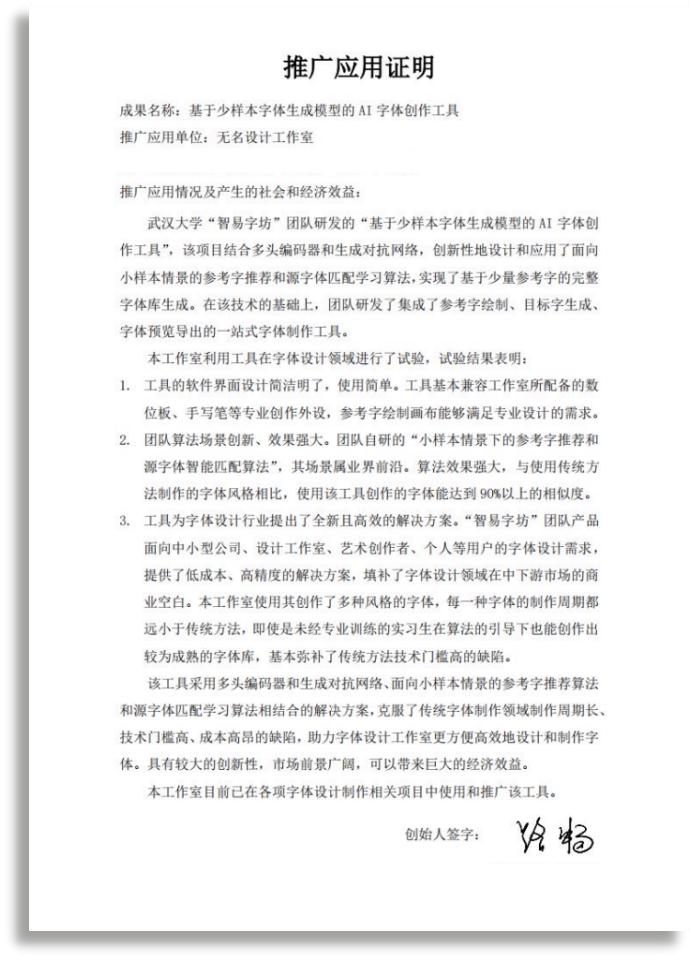 推广应用证明
成果名称：基于少样本字体生成模型的 AI 字体创作工具
推广应用单位：无名设计工作室
推广应用情况及产生的社会和经济效益：
武汉大学“智易字坊”团队研发的“基于少样本字体生成模型的 AI 字体创
作工具”，该项目结合多头编码器和生成对抗网络，创新性地设计和应用了面向
小样本情景的参考字推荐和源字体匹配学习算法，实现了基于少量参考字的完整
字体库生成。在该技术的基础上，团队研发了集成了参考字绘制、目标字生成、
字体预览导出的一站式字体制作工具。
本工作室利用工具在字体设计领域进行了试验，试验结果表明：
1. 工具的软件界面设计简洁明了，使用简单。工具基本兼容工作室所配备的数
位板、手写笔等专业创作外设，参考字绘制画布能够满足专业设计的需求。
2. 团队算法场景创新、效果强大。团队自研的“小样本情景下的参考字推荐和
源字体智能匹配算法”，其场景属业界前沿。算法效果强大，与使用传统方
法制作的字体风格相比，使用该工具创作的字体能达到 90%以上的相似度。
3. 工具为字体设计行业提出了全新且高效的解决方案。“智易字坊”团队产品
面向中小型公司、设计工作室、艺术创作者、个人等用户的字体设计需求，
提供了低成本、高精度的解决方案，填补了字体设计领域在中下游市场的商
业空白。本工作室使用其创作了多种风格的字体，每一种字体的制作周期都
远小于传统方法，即使是未经专业训练的实习生在算法的引导下也能创作出
较为成熟的字体库，基本弥补了传统方法技术门槛高的缺陷。
该工具采用多头编码器和生成对抗网络、面向小样本情景的参考字推荐算法
和源字体匹配学习算法相结合的解决方案，克服了传统字体制作领域制作周期长、
技术门槛高、成本高昂的缺陷，助力字体设计工作室更方便高效地设计和制作字
体。具有较大的创新性，市场前景广阔，可以带来巨大的经济效益。
本工作室目前已在各项字体设计制作相关项目中使用和推广该工具。
创始人签字：